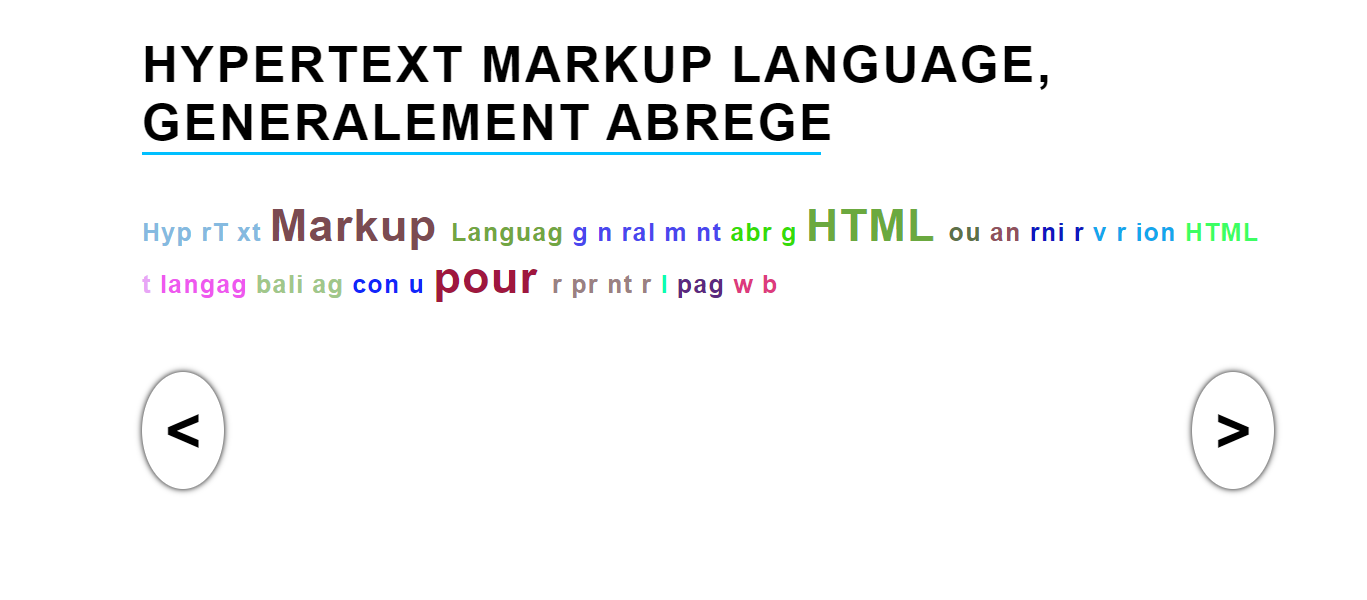 HYPERTEXT MARKUP LANGUAGE,
GENERALEMENT ABREGE
Hyp rT xt Markup Languag g n ral m nt abr g HTML ou an rni r v r ion HTML
t langag bali ag con u pour r pr nt r l pag w b
< >